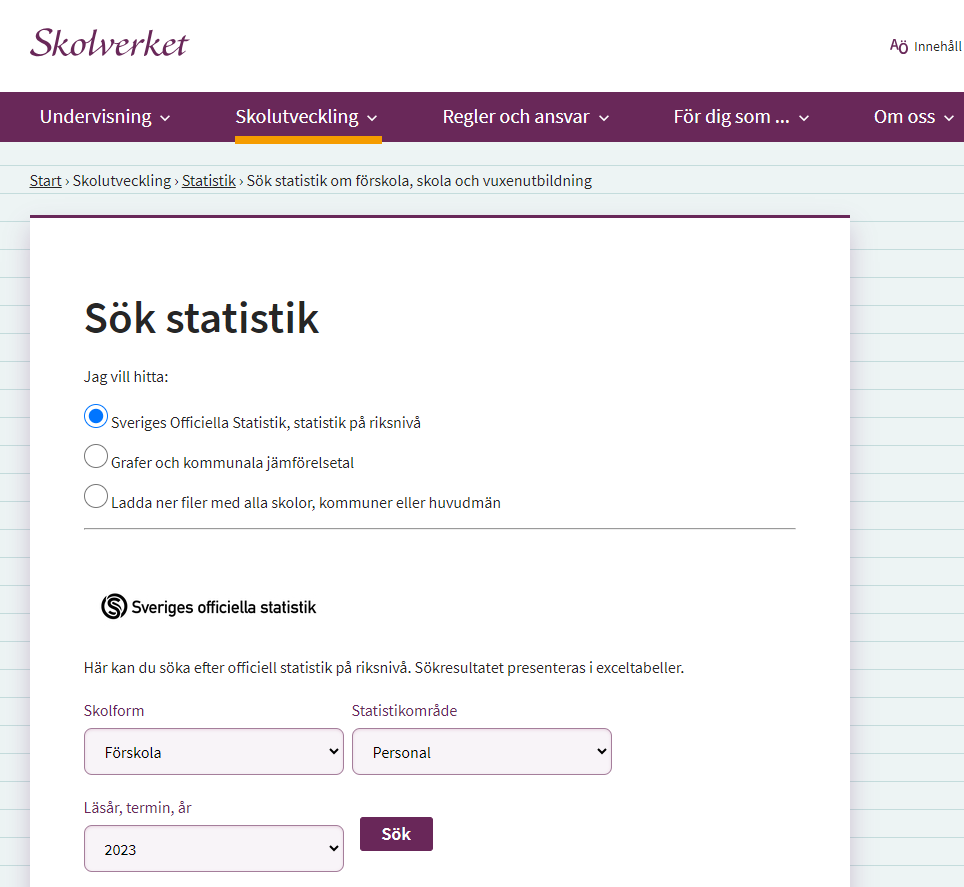 Skolverket
Aö Innehåll
Undervisning Skolutveckling Regler och ansvar För dig som ... Om oss
Start › Skolutveckling › Statistik › Sök statistik om förskola, skola och vuxenutbildning
Sök statistik
Jag vill hitta:
Sveriges Officiella Statistik, statistik på riksnivå
Grafer och kommunala jämförelsetal
Ladda ner filer med alla skolor, kommuner eller huvudmän
Sveriges officiella statistik
Här kan du söka efter officiell statistik på riksnivå. Sökresultatet presenteras i exceltabeller.
Skolform Statistikområde
Förskola Personal
Läsår, termin, år
2023 Sök